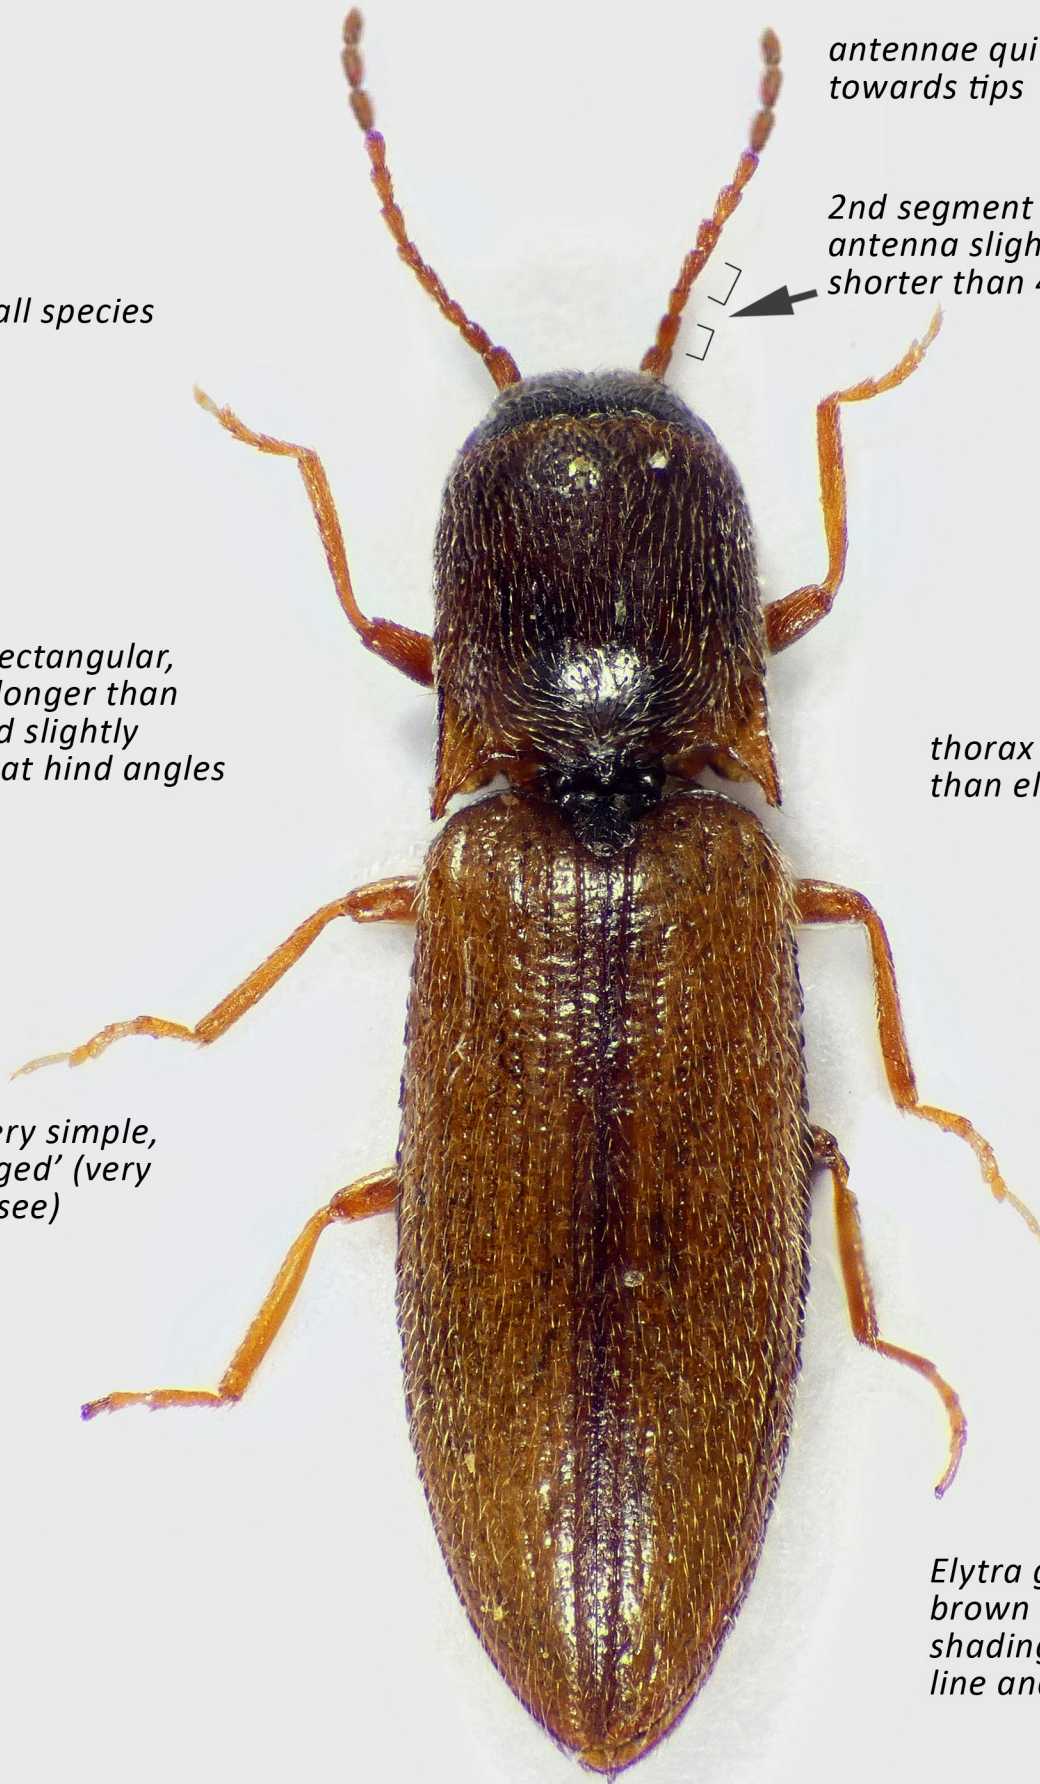 antennae qui
towards tips
2nd segment
antenna sligh
shorter than 4
all species
ectangular,
longer than
d slightly
at hind angles
thorax
than el
ery simple,
ged’ (very
see)
Elytra g
brown
shading
line and